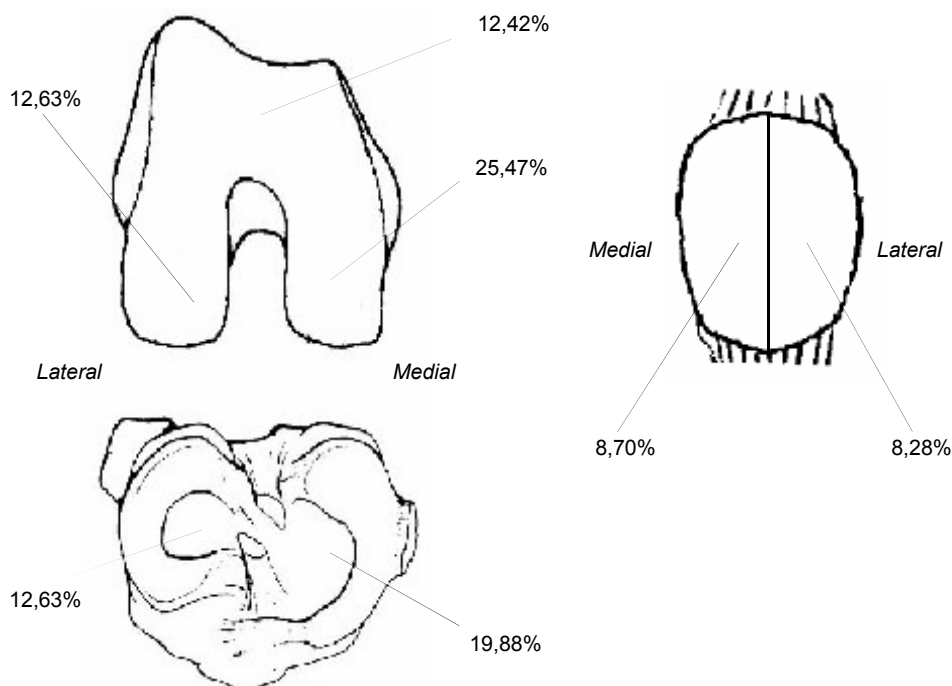 12,42%
12,63%
25,47%
Medial
Lateral
Lateral
Medial
8,70%
8,28%
12,63%
19,88%